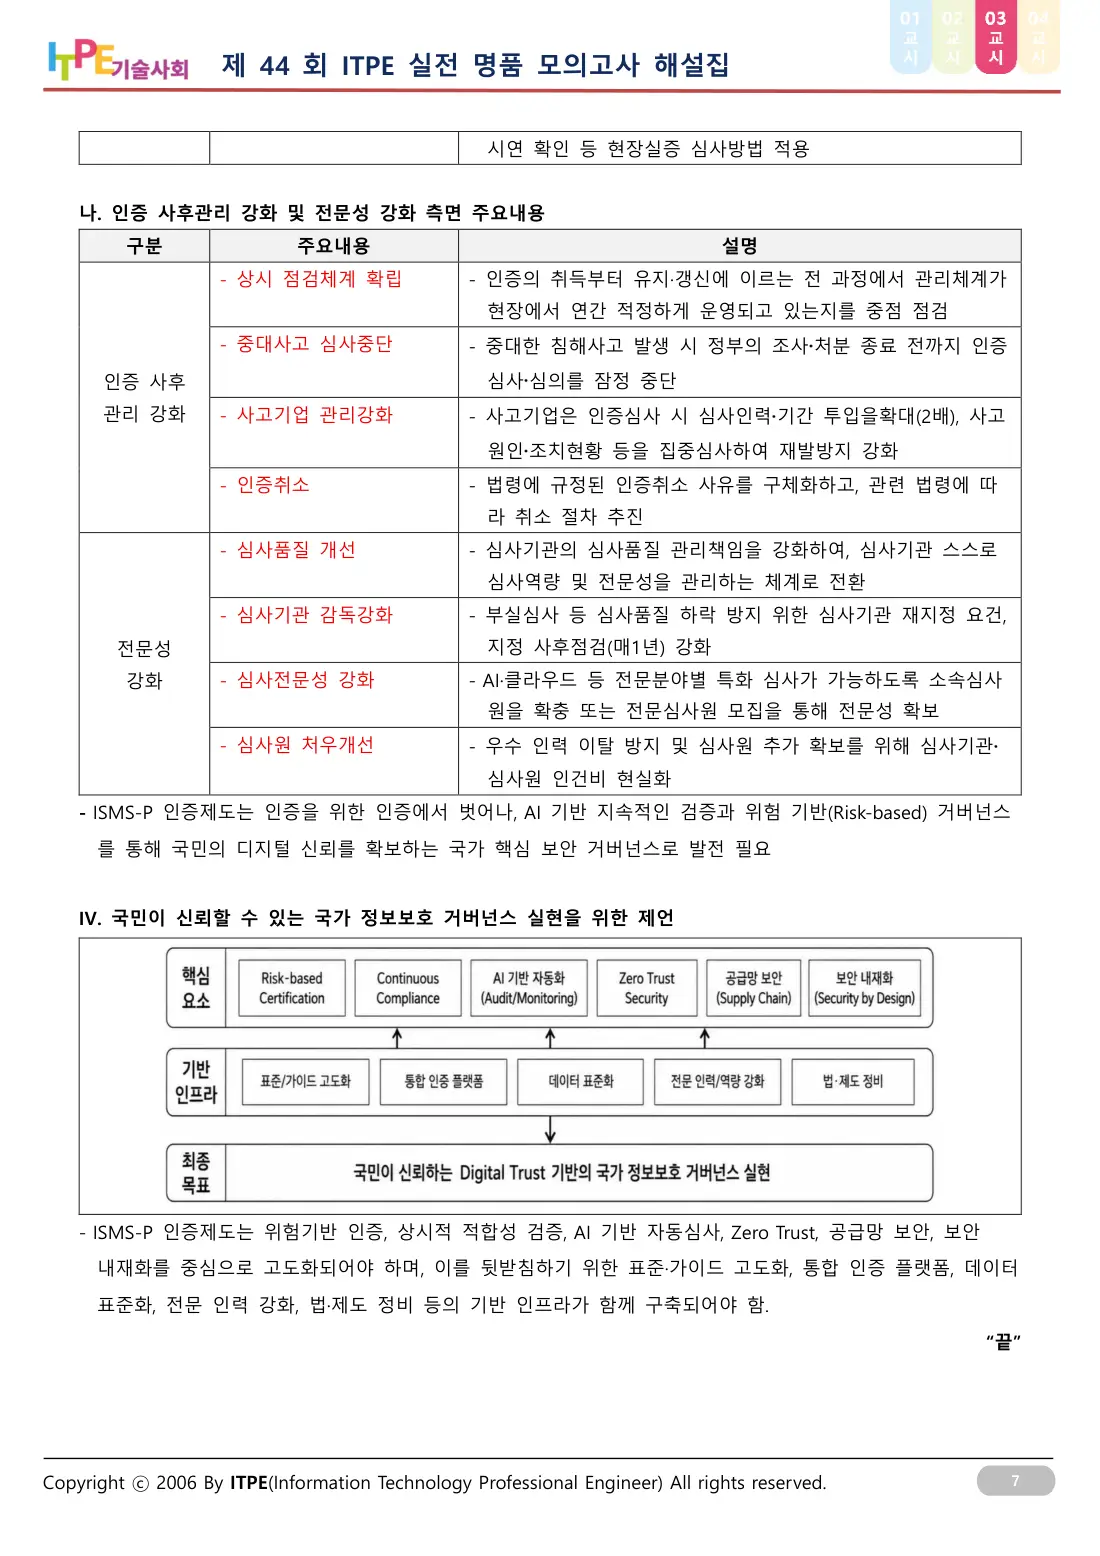 ITPE기술사회 제 44 회 ITPE 실전 명품 모의고사 해설집
01 교 시
02 교 시
03 교 시
04 교 시
시연 확인 등 현장실증 심사방법 적용
나. 인증 사후관리 강화 및 전문성 강화 측면 주요내용
구분 주요내용 설명
인증 사후
관리 강화
- 상시 점검체계 확립
- 인증의 취득부터 유지·갱신에 이르는 전 과정에서 관리체계가
현장에서 연간 적정하게 운영되고 있는지를 중점 점검
- 중대사고 심사중단
- 중대한 침해사고 발생 시 정부의 조사·처분 종료 전까지 인증
심사·심의를 잠정 중단
- 사고기업 관리강화
- 사고기업은 인증심사 시 심사인력·기간 투입을확대(2배), 사고
원인·조치현황 등을 집중심사하여 재발방지 강화
- 인증취소
- 법령에 규정된 인증취소 사유를 구체화하고, 관련 법령에 따
라 취소 절차 추진
전문성
강화
- 심사품질 개선
- 심사기관의 심사품질 관리책임을 강화하여, 심사기관 스스로
심사역량 및 전문성을 관리하는 체계로 전환
- 심사기관 감독강화
- 부실심사 등 심사품질 하락 방지 위한 심사기관 재지정 요건,
지정 사후점검(매1년) 강화
- 심사전문성 강화
- AI·클라우드 등 전문분야별 특화 심사가 가능하도록 소속심사
원을 확충 또는 전문심사원 모집을 통해 전문성 확보
- 심사원 처우개선
- 우수 인력 이탈 방지 및 심사원 추가 확보를 위해 심사기관·
심사원 인건비 현실화
- ISMS-P 인증제도는 인증을 위한 인증에서 벗어나, AI 기반 지속적인 검증과 위험 기반(Risk-based) 거버넌스
를 통해 국민의 디지털 신뢰를 확보하는 국가 핵심 보안 거버넌스로 발전 필요
IV. 국민이 신뢰할 수 있는 국가 정보보호 거버넌스 실현을 위한 제언
핵심
요소
Risk-based
Certification
Continuous
Compliance
AI 기반 자동화
(Audit/Monitoring)
Zero Trust
Security
공급망 보안
(Supply Chain)
보안 내재화
(Security by Design)
기반
인프라
표준/가이드 고도화
통합 인증 플랫폼
데이터 표준화
전문 인력/역량 강화
법·제도 정비
최종
목표
국민이 신뢰하는 Digital Trust 기반의 국가 정보보호 거버넌스 실현
- ISMS-P 인증제도는 위험기반 인증, 상시적 적합성 검증, AI 기반 자동심사, Zero Trust, 공급망 보안, 보안
내재화를 중심으로 고도화되어야 하며, 이를 뒷받침하기 위한 표준·가이드 고도화, 통합 인증 플랫폼, 데이터
표준화, 전문 인력 강화, 법·제도 정비 등의 기반 인프라가 함께 구축되어야 함.
“끝”
Copyright ⓒ 2006 By ITPE(Information Technology Professional Engineer) All rights reserved.
7